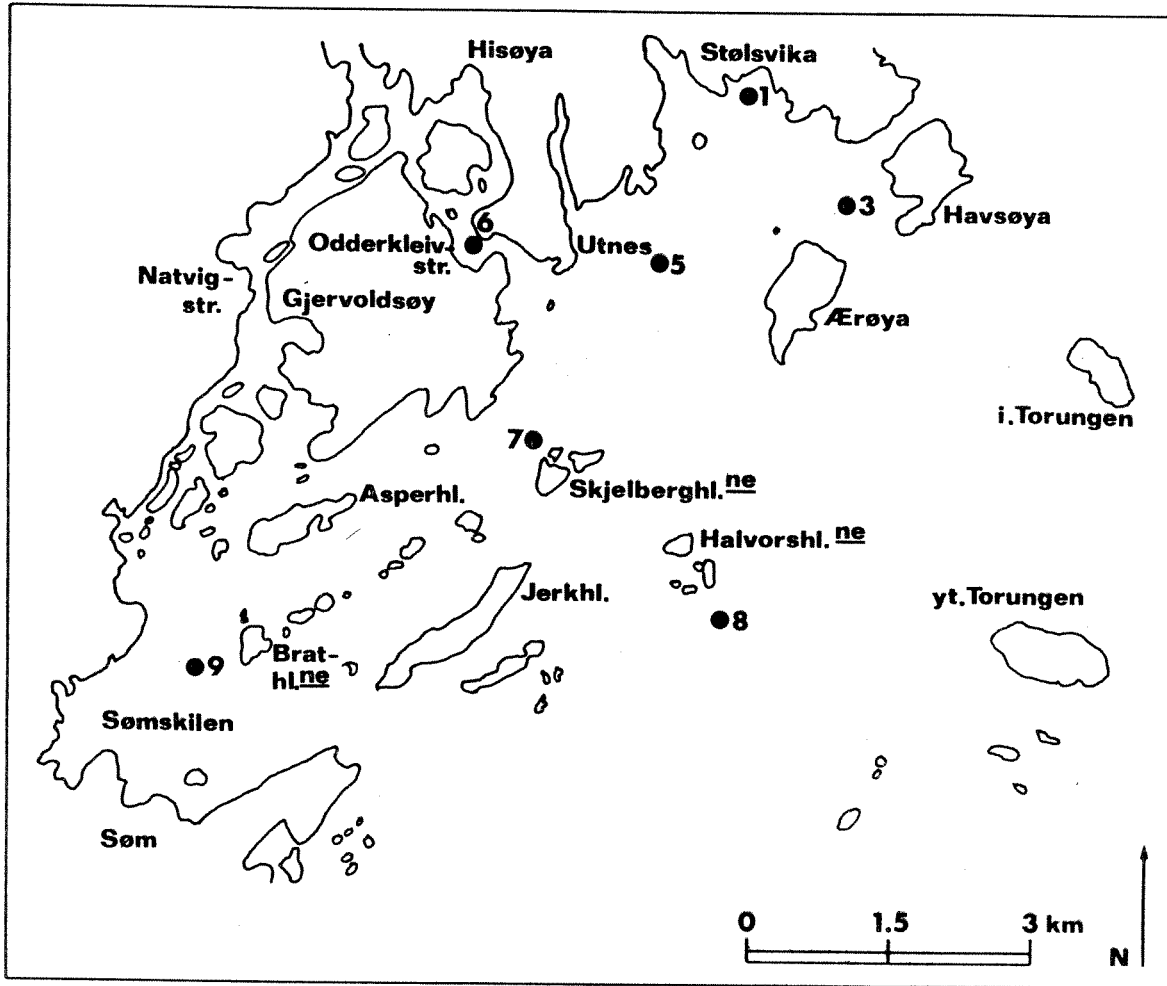 Hisøya
Stølsvika
1
3
Havsøya
6
Odderkleiv-
str.
Utnes
5
Natvig-
str.
Gjervoldsøy
Ærøya
i.Torungen
7
Skjelberghl.ne
Asperhl.
Halvorshl.ne
Jerkhl.
yt.Torungen
8
9
Brat-
hl.ne
Sømskilen
Søm
0 1.5 3 km
N